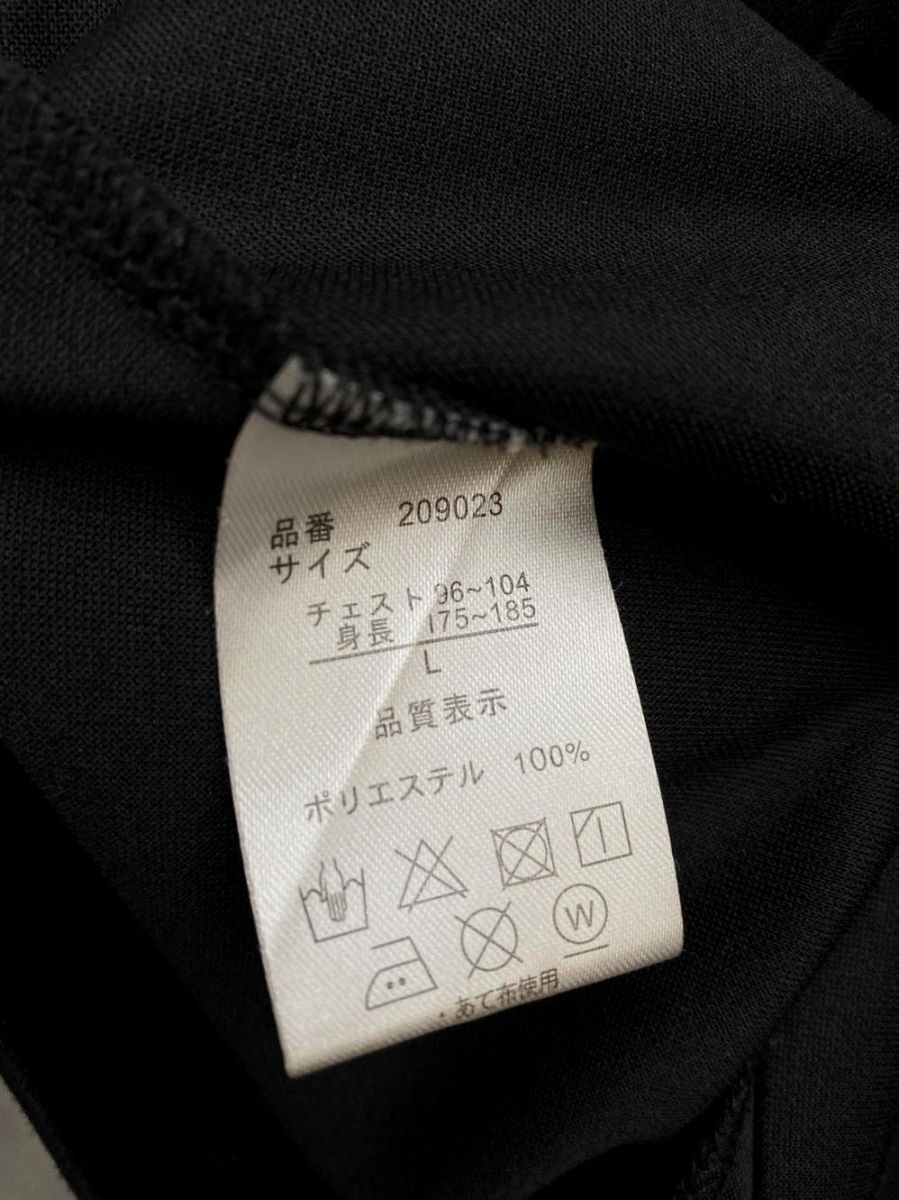 品番 209023
サイズ
チェスト 96~104
身長 175~185
L
品質表示
ポリエステル 100%
W
・あて布使用